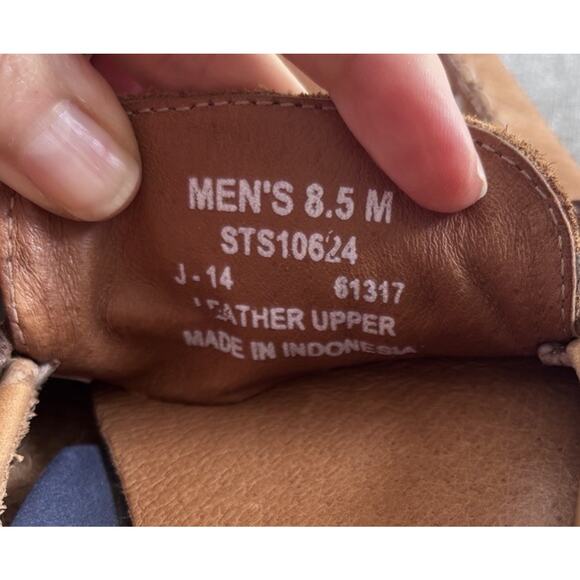 MEN'S 8.5 M
STS10624
J-14 61317
LEATHER UPPER
MADE IN INDONESIA